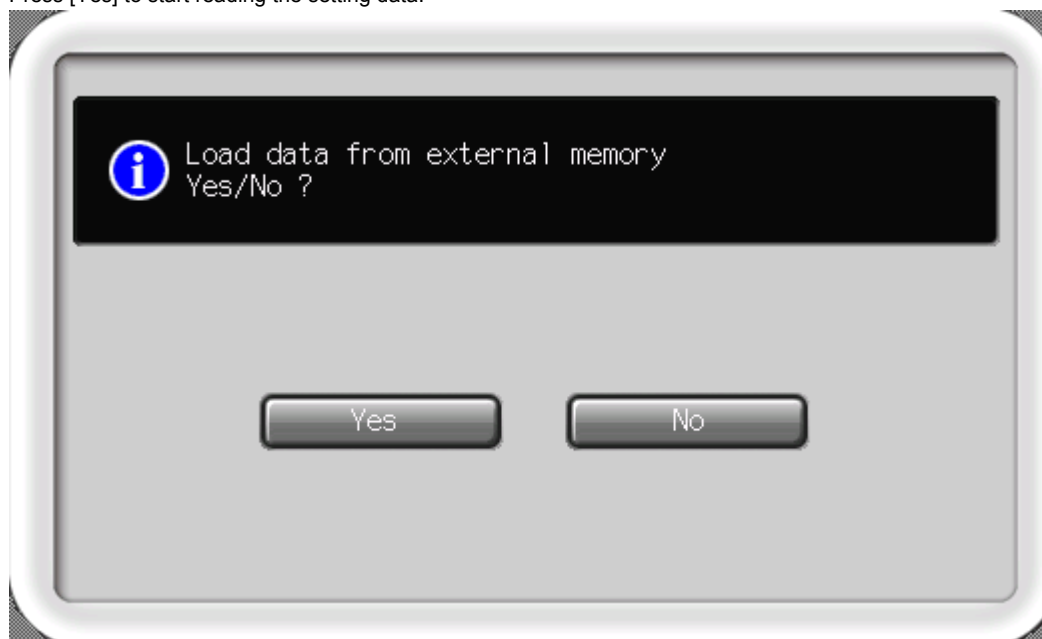 Press [Yes] to start reading the setting data.
i
Load data from external memory
Yes/No ?
Yes
No